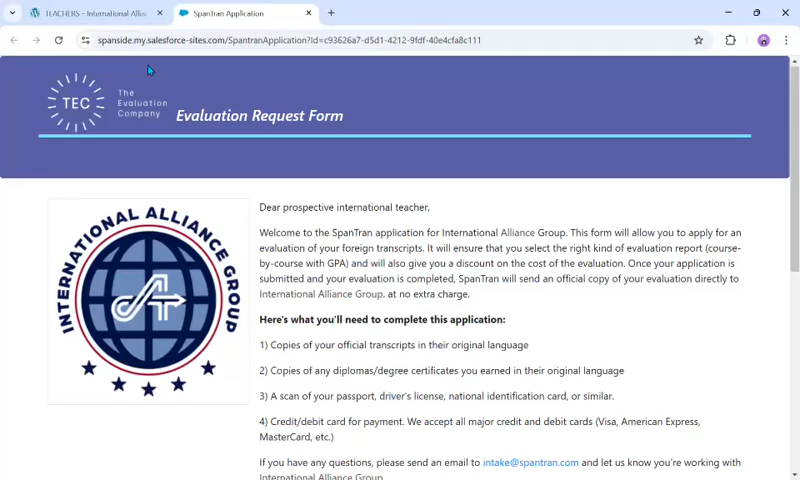 TEACHERS - International Allia
SpanTran Application
spanside.my.salesforce-sites.com/SpantranApplication?Id=c93626a7-d5d1-4212-9fdf-40e4cfa8c111
TEC
The
Evaluation
Company
Evaluation Request Form
INTERNATIONAL ALLIANCE GROUP
Dear prospective international teacher,
Welcome to the SpanTran application for International Alliance Group. This form will allow you to apply for an
evaluation of your foreign transcripts. It will ensure that you select the right kind of evaluation report (course-
by-course with GPA) and will also give you a discount on the cost of the evaluation. Once your application is
submitted and your evaluation is completed, SpanTran will send an official copy of your evaluation directly to
International Alliance Group. at no extra charge.
Here's what you'll need to complete this application:
1) Copies of your official transcripts in their original language
2) Copies of any diplomas/degree certificates you earned in their original language
3) A scan of your passport, driver's license, national identification card, or similar.
4) Credit/debit card for payment. We accept all major credit and debit cards (Visa, American Express,
MasterCard, etc.)
If you have any questions, please send an email to intake@spantran.com and let us know you're working with
International Alliance Group